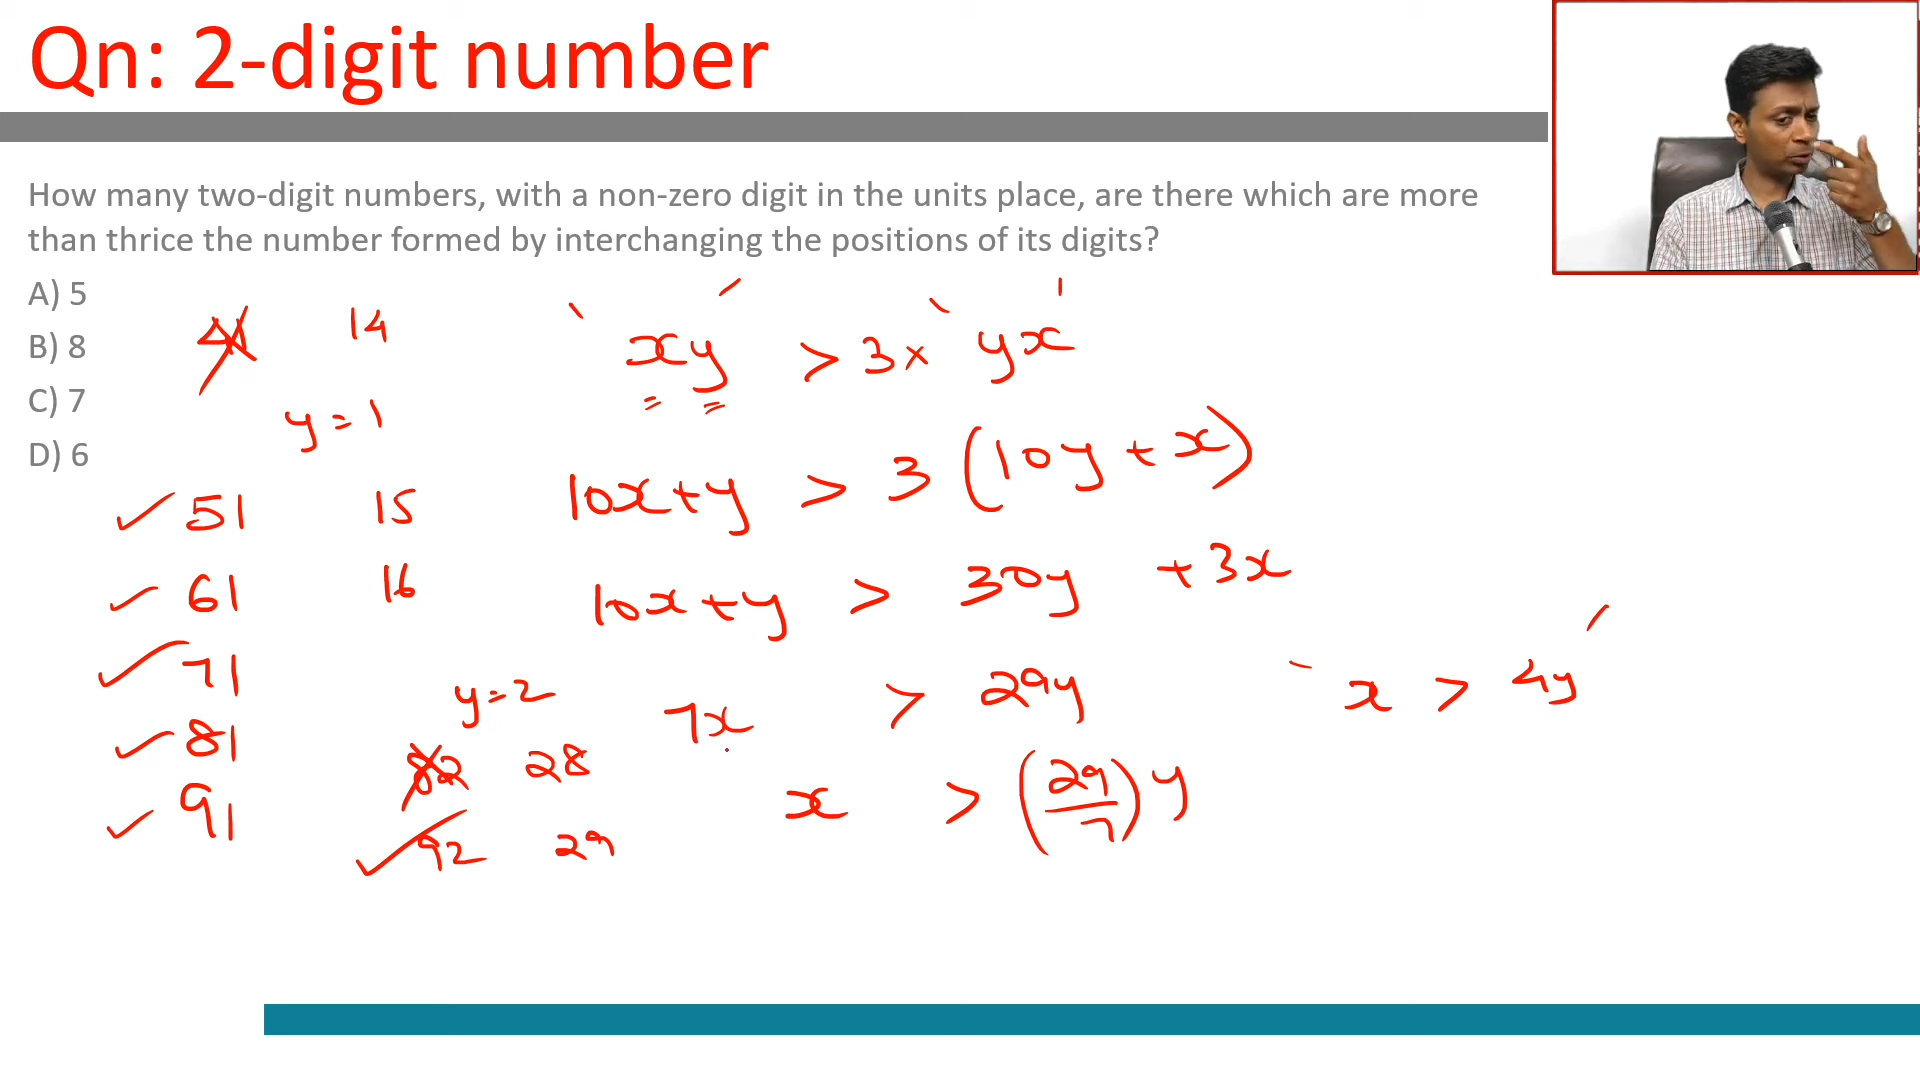 Qn: 2-digit number
How many two-digit numbers, with a non-zero digit in the units place, are there which are more
than thrice the number formed by interchanging the positions of its digits?
A) 5
B) 8
C) 7
D) 6
41 14
y = 1
51 15
61 16
71
81
91
y = 2
82 28
92 29
'xy' > 3 × 'yx'
10x + y > 3 (10y + x)
10x + y > 30y + 3x
7x > 29y
x > (29/7) y
'x > 4y'